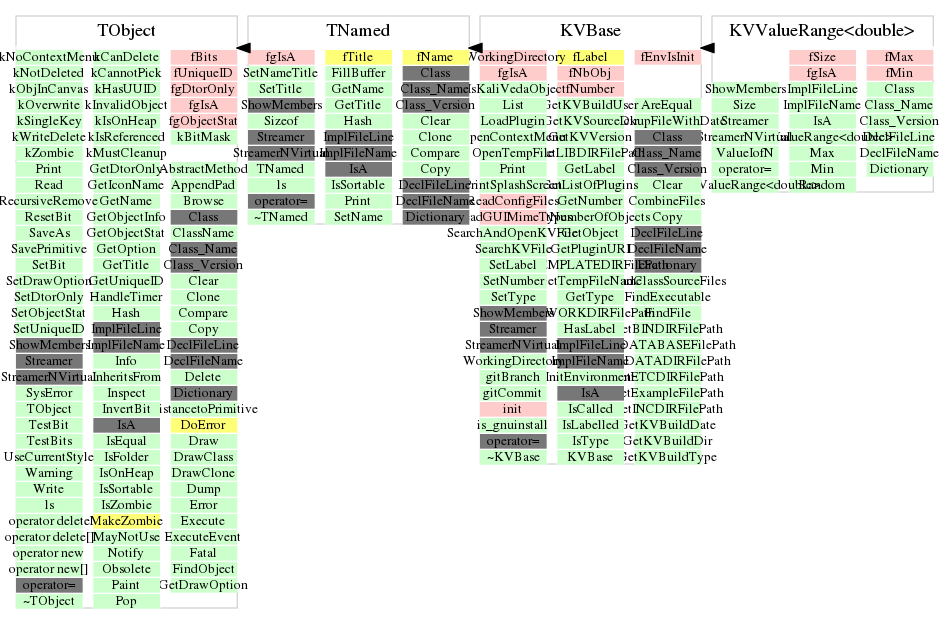 TObject
kNoContextMenu kCanDelete fBits
kNotDeleted kCannotPick fUniqueID
kObjInCanvas kHasUUID fgDtorOnly
kOverwrite kInvalidObject fgIsA
kSingleKey kIsOnHeap fgObjectStat
kWriteDelete kIsReferenced kBitMask
kZombie kMustCleanup
Print GetDtorOnly AbstractMethod
Read GetIconName AppendPad
RecursiveRemove GetName Browse
ResetBit GetObjectInfo Class
SaveAs GetObjectStat ClassName
SavePrimitive GetOption Class_Name
SetBit GetTitle Class_Version
SetDrawOption GetUniqueID Clear
SetDtorOnly HandleTimer Clone
SetObjectStat Hash Compare
SetUniqueID ImplFileLine Copy
ShowMembers ImplFileName DeclFileLine
Streamer Info DeclFileName
StreamerNVirtual InheritsFrom Delete
SysError Inspect Dictionary
TObject InvertBit istancetoPrimitive
TestBit IsA DoError
TestBits IsEqual Draw
UseCurrentStyle IsFolder DrawClass
Warning IsOnHeap DrawClone
Write IsSortable Dump
ls IsZombie Error
operator delete MakeZombie Execute
operator delete[] MayNotUse ExecuteEvent
operator new Notify Fatal
operator new[] Obsolete FindObject
operator= Paint GetDrawOption
~TObject Pop
TNamed
fgIsA fTitle fName
SetNameTitle FillBuffer Class
SetTitle GetName Class_Name
ShowMembers GetTitle Class_Version
Sizeof Hash Clear
Streamer ImplFileLine Clone
StreamerNVirtual ImplFileName Compare
TNamed IsA Copy
ls IsSortable DeclFileLine
operator= Print DeclFileName
~TNamed SetName Dictionary
KVBase
WorkingDirectory fLabel fEnvIsInit
fgIsA fNbObj
IsKaliVedaObject fNumber
List GetKVBuildUser AreEqual
LoadPlugin GetKVSourceDir BackupFileWithDate
OpenContextMenu GetKVVersion Class
OpenTempFile GetLIBDIRFilePath Class_Name
Print GetLabel Class_Version
PrintSplashScreen GetListOfPlugins Clear
ReadConfigFiles GetNumber CombineFiles
ReadGUIMimeTypes GetNumberOfObjects Copy
SearchAndOpenKVFile GetObject DeclFileLine
SearchKVFile GetPluginURI DeclFileName
SetLabel MPLATEDIRFilePath Dictionary
SetNumber GetTempFileName FindClassSourceFiles
SetType GetType FindExecutable
ShowMembers WORKDIRFilePath FindFile
Streamer HasLabel GetBINDIRFilePath
StreamerNVirtual ImplFileLine DATABASEFilePath
WorkingDirectory ImplFileName DATADIRFilePath
gitBranch InitEnvironment GetETCDIRFilePath
gitCommit IsA GetExampleFilePath
init IsCalled GetINCDIRFilePath
is_gnuinstall IsLabelled GetKVBuildDate
operator= IsType GetKVBuildDir
~KVBase KVBase GetKVBuildType
KVValueRange<double>
fSize fMax
fgIsA fMin
ShowMembers ImplFileLine Class
Size ImplFileName Class_Name
Streamer IsA Class_Version
StreamerNVirtual ValueRange<double> DeclFileLine
ValueIofN Max DeclFileName
operator= Min Dictionary
ValueRange<double> Random